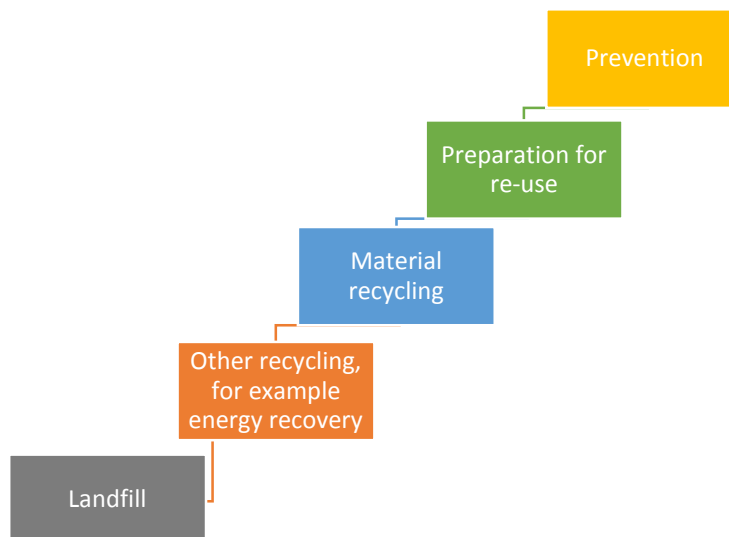 Prevention
Preparation for
re-use
Material
recycling
Other recycling,
for example
energy recovery
Landfill